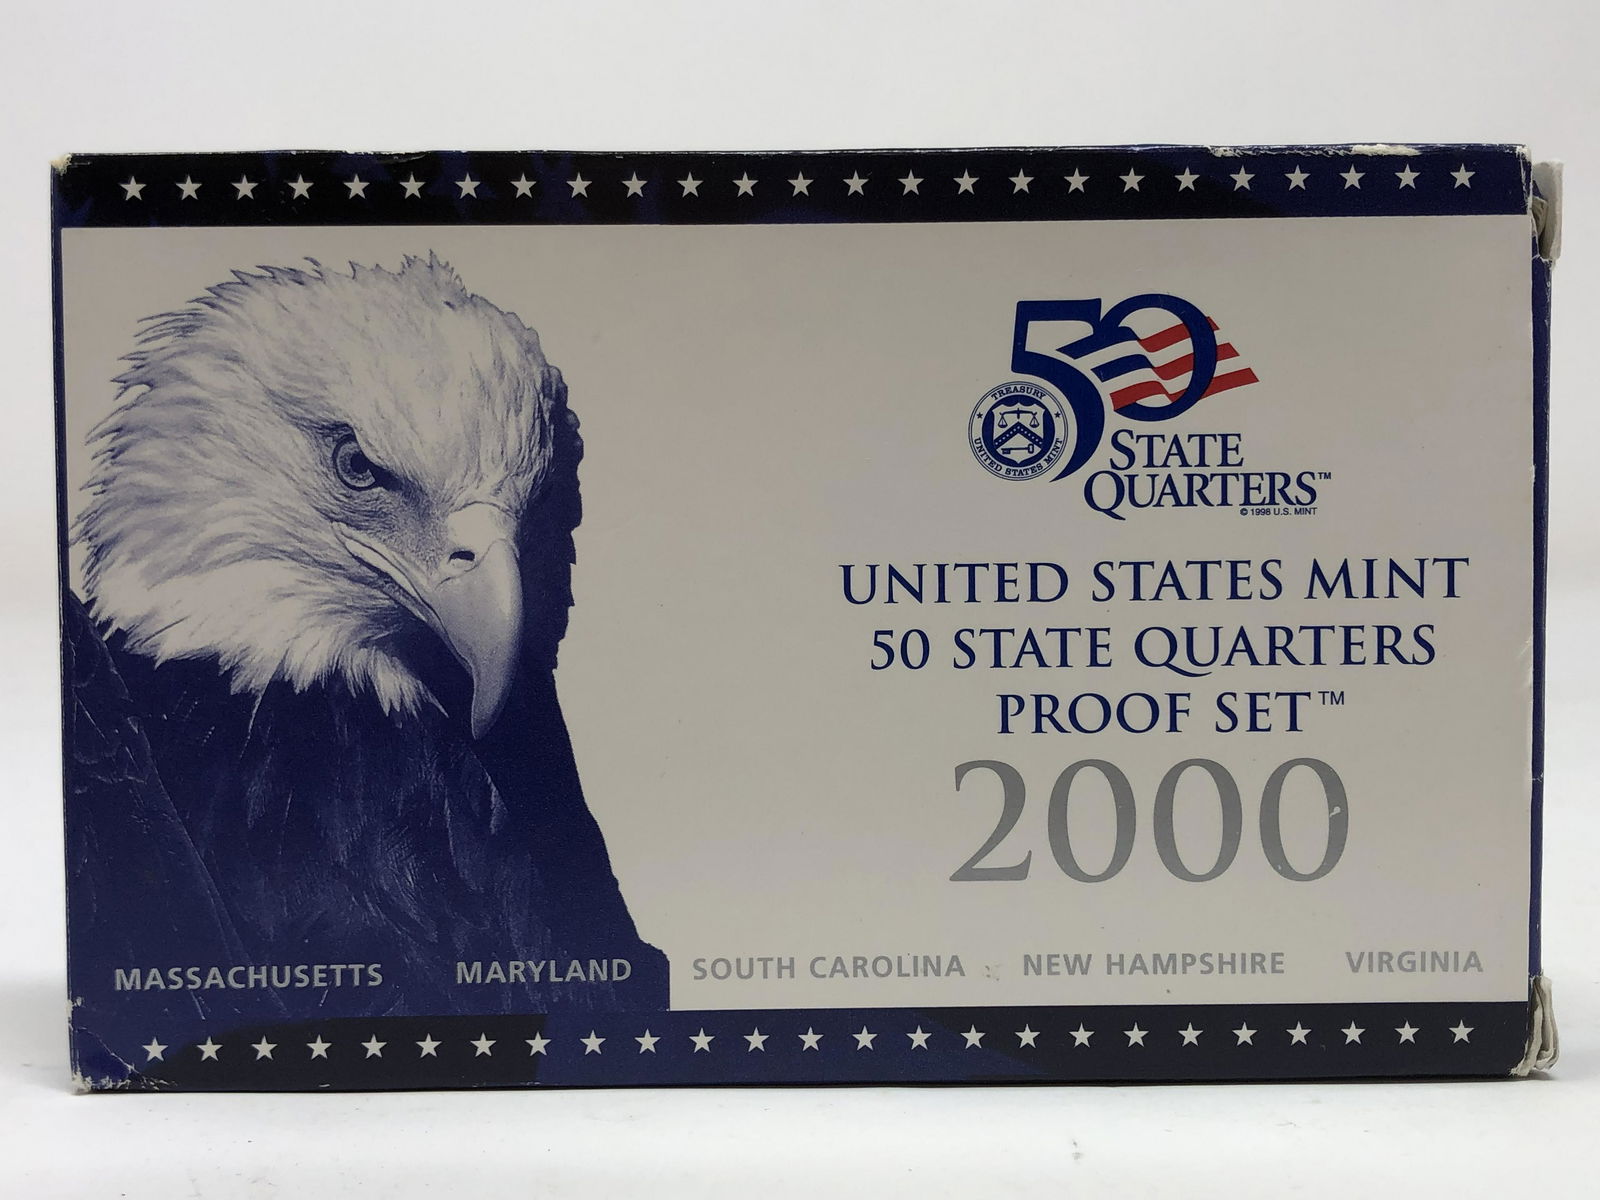 50
STATE
QUARTERS™
© 1998 U.S. MINT
TREASURY
UNITED STATES MINT
UNITED STATES MINT
50 STATE QUARTERS
PROOF SET™
2000
MASSACHUSETTS MARYLAND SOUTH CAROLINA NEW HAMPSHIRE VIRGINIA